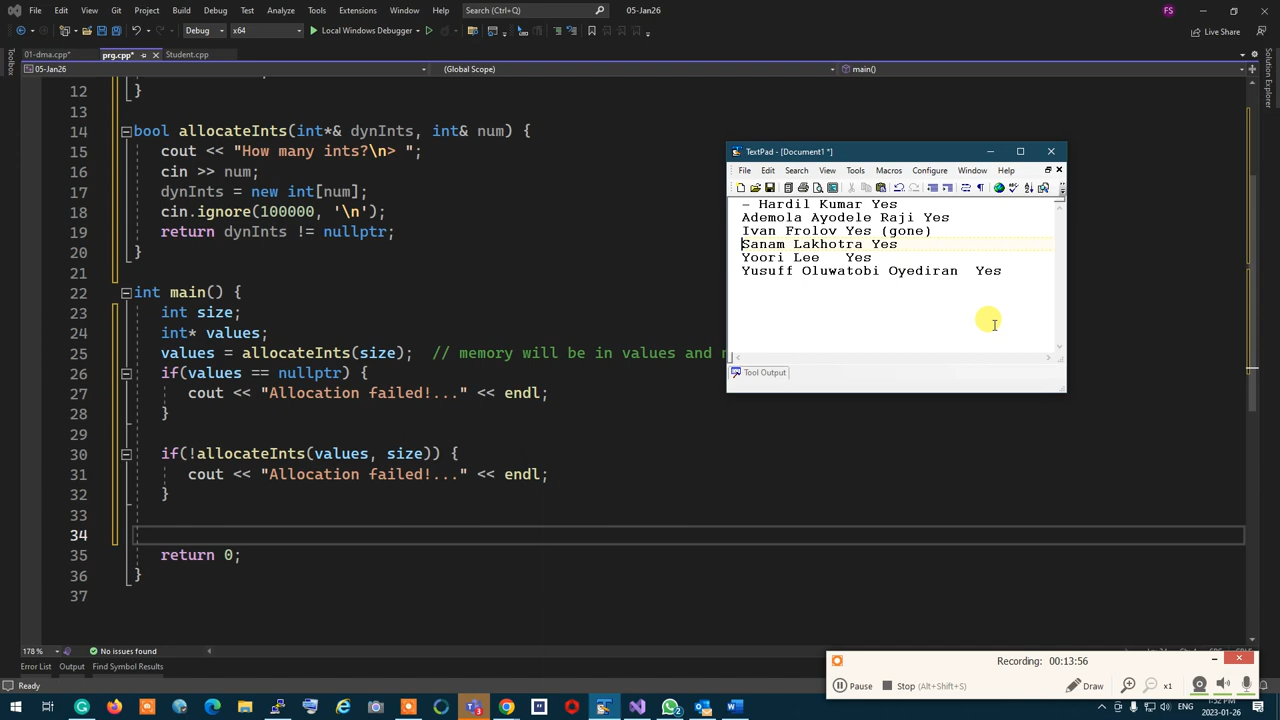 File Edit View Git Project Build Debug Test Analyze Tools Extensions Window Help Search (Ctrl+Q) 05-Jan26 FS
Debug x64 Local Windows Debugger Live Share
01-dma.cpp* prg.cpp* Student.cpp
05-Jan26 (Global Scope) main()
Toolbox
Solution Explorer
12 }
13
14 bool allocateInts(int*& dynInts, int& num) {
15 cout << "How many ints?\n> ";
16 cin >> num;
17 dynInts = new int[num];
18 cin.ignore(100000, '\n');
19 return dynInts != nullptr;
20 }
21
22 int main() {
23 int size;
24 int* values;
25 values = allocateInts(size); // memory will be in values and n
26 if(values == nullptr) {
27 cout << "Allocation failed!..." << endl;
28 }
29
30 if(!allocateInts(values, size)) {
31 cout << "Allocation failed!..." << endl;
32 }
33
34
35 return 0;
36 }
37
TextPad - [Document1 *]
File Edit Search View Tools Macros Configure Window Help
- Hardil Kumar Yes
Ademola Ayodele Raji Yes
Ivan Frolov Yes (gone)
Sanam Lakhotra Yes
Yoori Lee Yes
Yusuff Oluwatobi Oyediran Yes
Tool Output
178 % No issues found
Error List Output Find Symbol Results
Ready
Recording: 00:13:56
Pause Stop (Alt+Shift+S) Draw x1
1:52 PM
2023-01-26